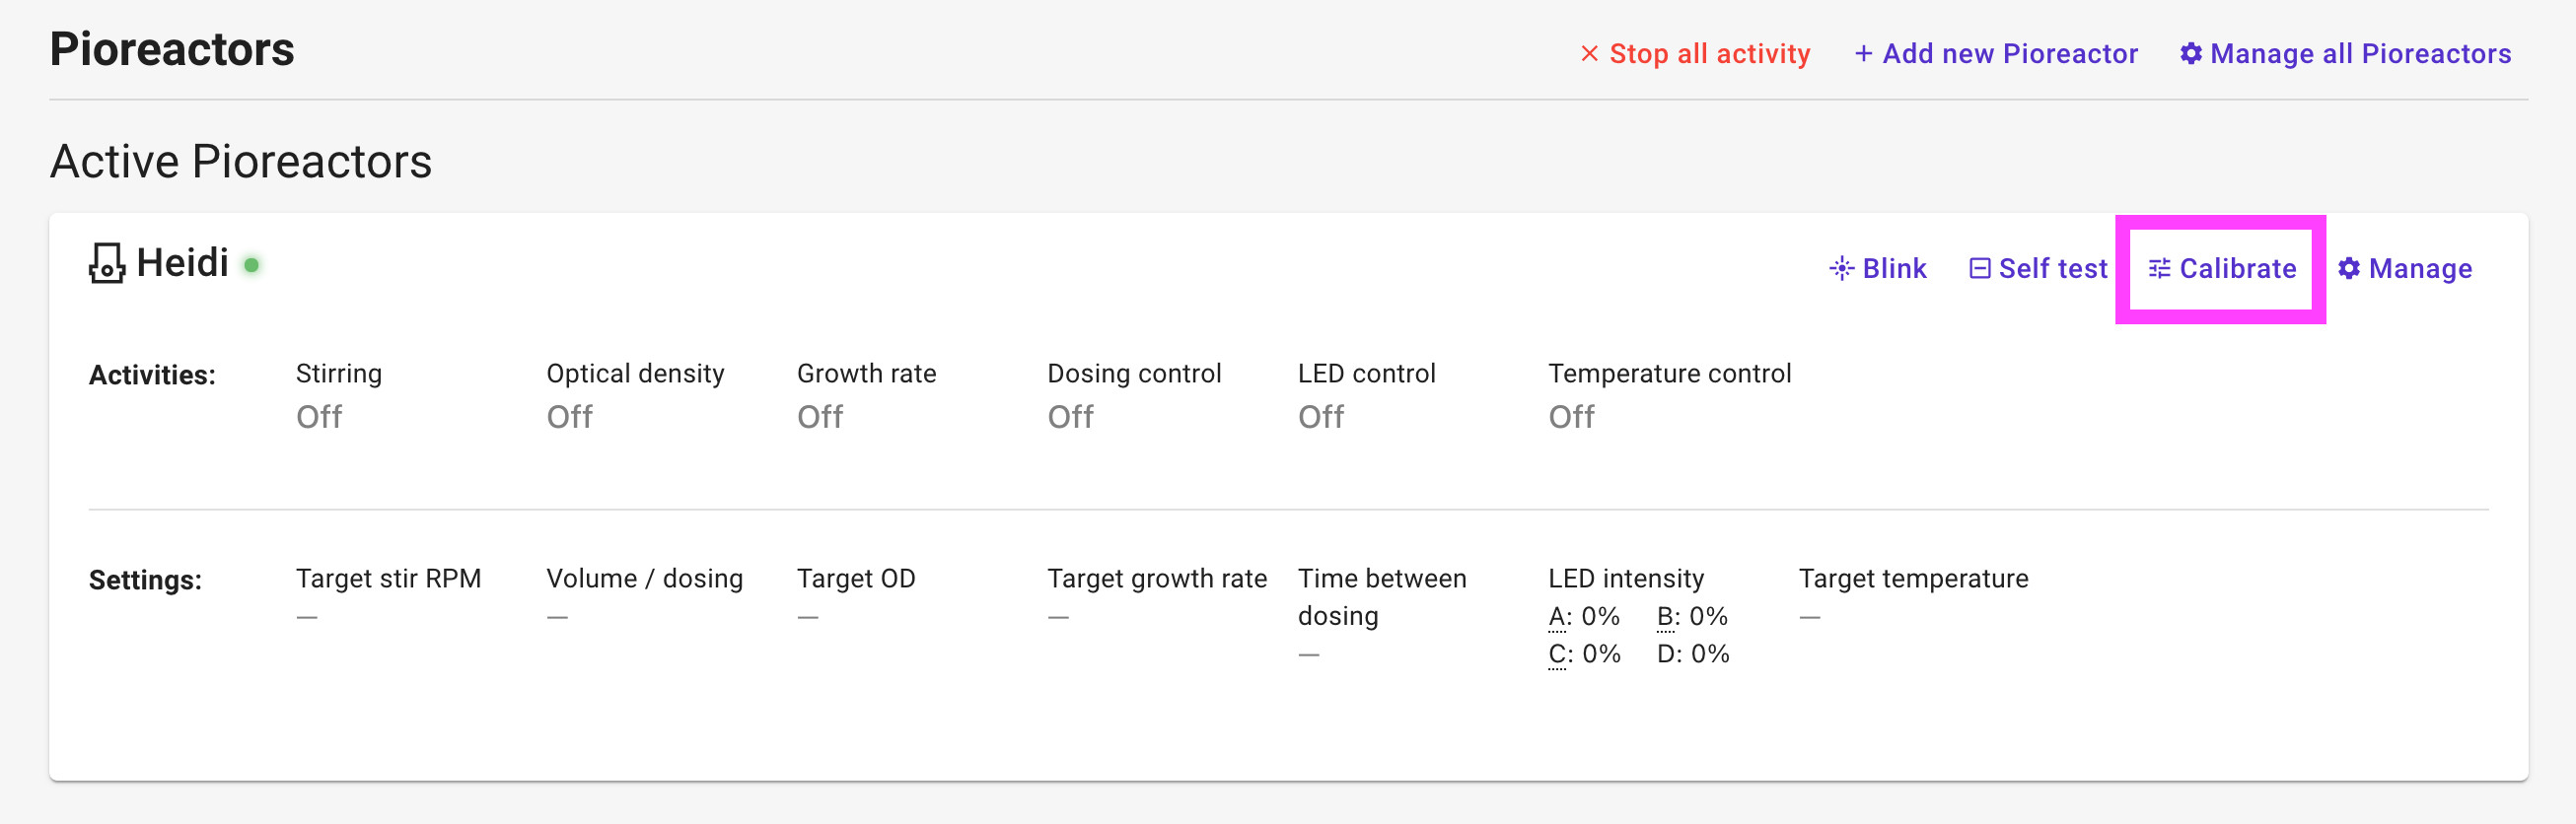 Pioreactors
Stop all activity
+ Add new Pioreactor
Manage all Pioreactors
Active Pioreactors
Heidi
Blink
Self test
Calibrate
Manage
Activities:
Stirring
Off
Optical density
Off
Growth rate
Off
Dosing control
Off
LED control
Off
Temperature control
Off
Settings:
Target stir RPM
—
Volume / dosing
—
Target OD
—
Target growth rate
—
Time between
dosing
—
LED intensity
A: 0% B: 0%
C: 0% D: 0%
Target temperature
—